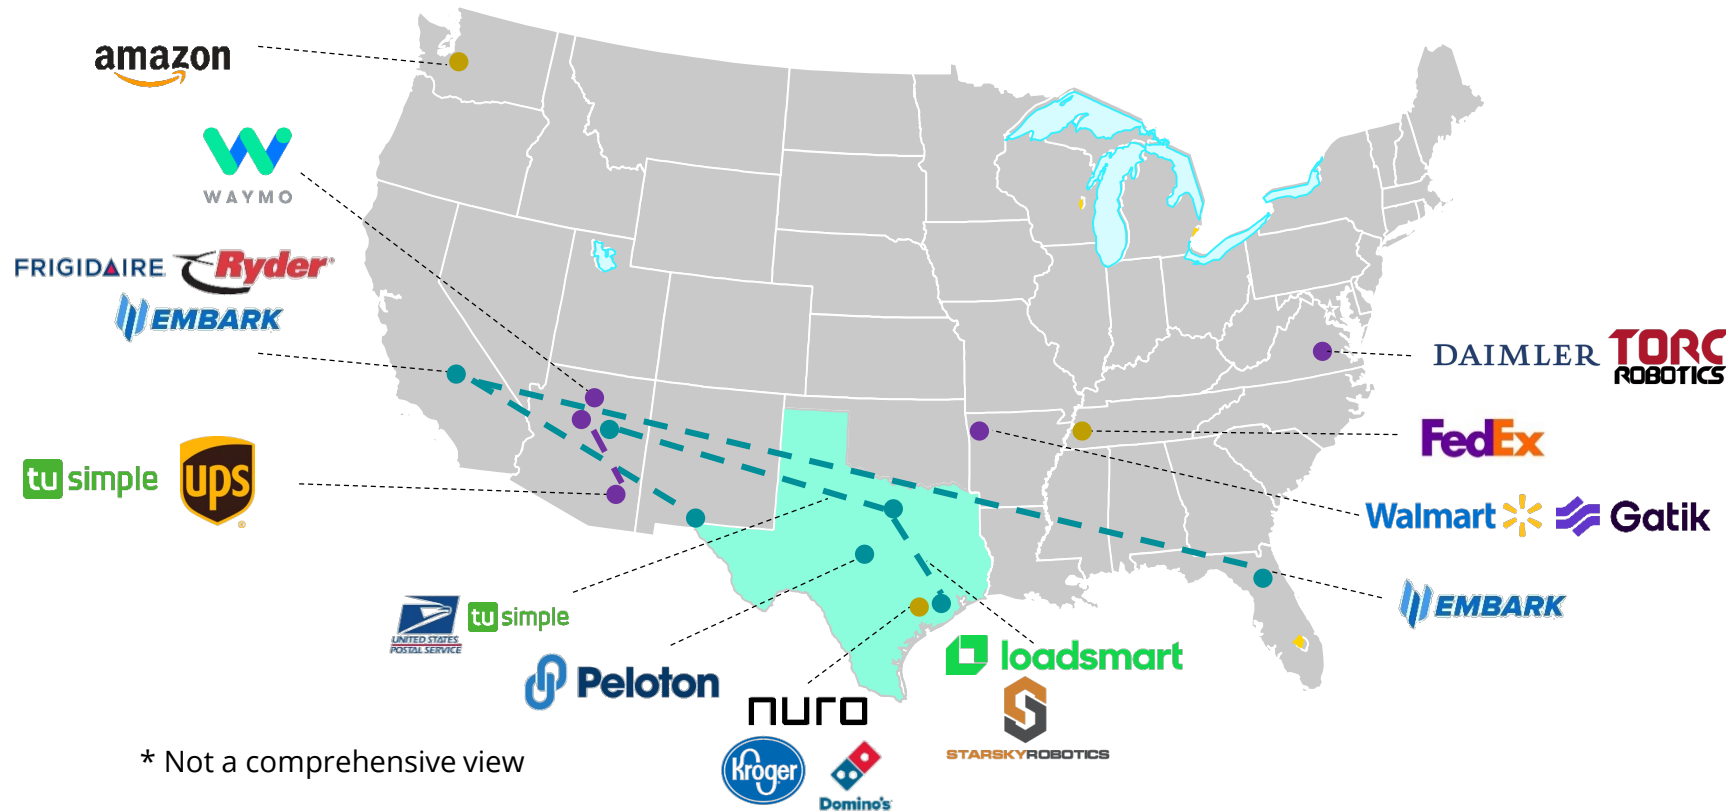 amazon
WAYMO
FRIGIDAIRE Ryder
EMBARK
DAIMLER TORC
ROBOTICS
FedEx
tu simple ups
Walmart Gatik
EMBARK
UNITED STATES
POSTAL SERVICE
tu simple
loadsmart
Peloton
nuro
STARSKYROBOTICS
Kroger
Domino's
* Not a comprehensive view